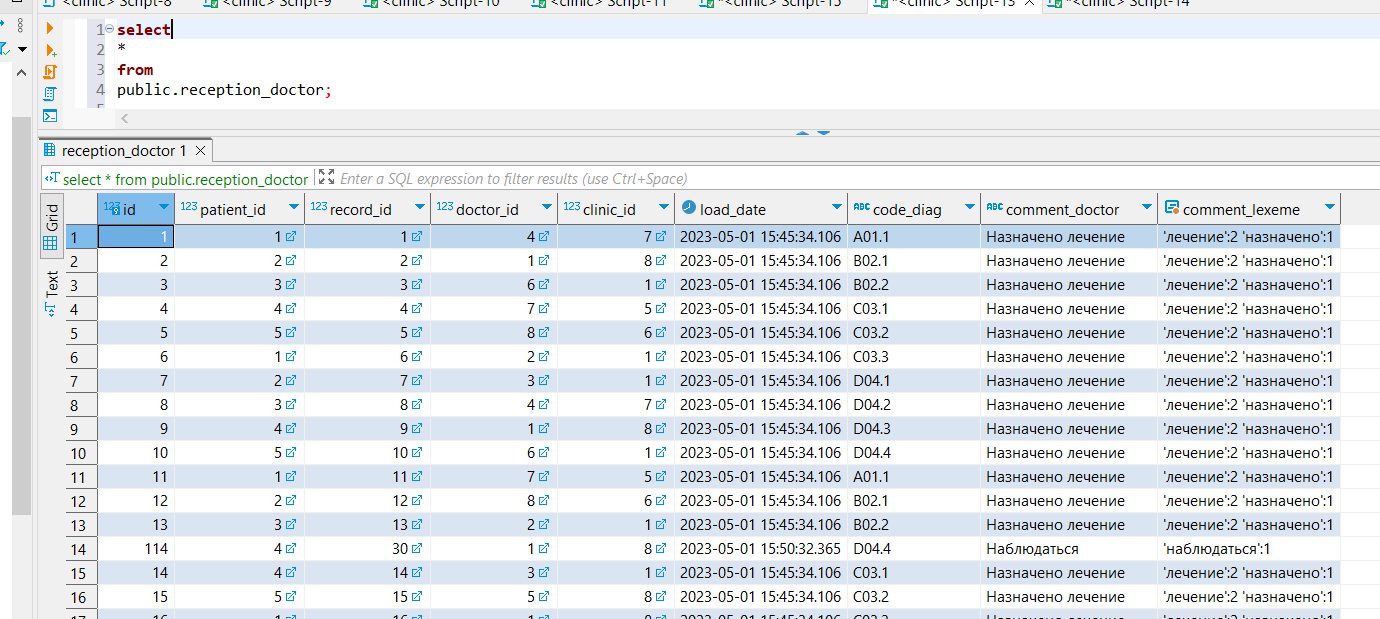 <clinic> Script-8 <clinic> Script-9 <clinic> Script-10 <clinic> Script-11 *<clinic> Script-15 *<clinic> Script-13 *<clinic> Script-14
1 select
2 *
3 from
4 public.reception_doctor;
5
reception_doctor 1
select * from public.reception_doctor Enter a SQL expression to filter results (use Ctrl+Space)
Grid
Text
123 id 123 patient_id 123 record_id 123 doctor_id 123 clinic_id load_date ABC code_diag ABC comment_doctor comment_lexeme
1 1 1 1 4 7 2023-05-01 15:45:34.106 A01.1 Назначено лечение 'лечение':2 'назначено':1
2 2 2 2 1 8 2023-05-01 15:45:34.106 B02.1 Назначено лечение 'лечение':2 'назначено':1
3 3 3 3 6 1 2023-05-01 15:45:34.106 B02.2 Назначено лечение 'лечение':2 'назначено':1
4 4 4 4 7 5 2023-05-01 15:45:34.106 C03.1 Назначено лечение 'лечение':2 'назначено':1
5 5 5 5 8 6 2023-05-01 15:45:34.106 C03.2 Назначено лечение 'лечение':2 'назначено':1
6 6 1 6 2 1 2023-05-01 15:45:34.106 C03.3 Назначено лечение 'лечение':2 'назначено':1
7 7 2 7 3 1 2023-05-01 15:45:34.106 D04.1 Назначено лечение 'лечение':2 'назначено':1
8 8 3 8 4 7 2023-05-01 15:45:34.106 D04.2 Назначено лечение 'лечение':2 'назначено':1
9 9 4 9 1 8 2023-05-01 15:45:34.106 D04.3 Назначено лечение 'лечение':2 'назначено':1
10 10 5 10 6 1 2023-05-01 15:45:34.106 D04.4 Назначено лечение 'лечение':2 'назначено':1
11 11 1 11 7 5 2023-05-01 15:45:34.106 A01.1 Назначено лечение 'лечение':2 'назначено':1
12 12 2 12 8 6 2023-05-01 15:45:34.106 B02.1 Назначено лечение 'лечение':2 'назначено':1
13 13 3 13 2 1 2023-05-01 15:45:34.106 B02.2 Назначено лечение 'лечение':2 'назначено':1
14 114 4 30 1 8 2023-05-01 15:50:32.365 D04.4 Наблюдаться 'наблюдаться':1
15 14 4 14 3 1 2023-05-01 15:45:34.106 C03.1 Назначено лечение 'лечение':2 'назначено':1
16 15 5 15 5 8 2023-05-01 15:45:34.106 C03.2 Назначено лечение 'лечение':2 'назначено':1